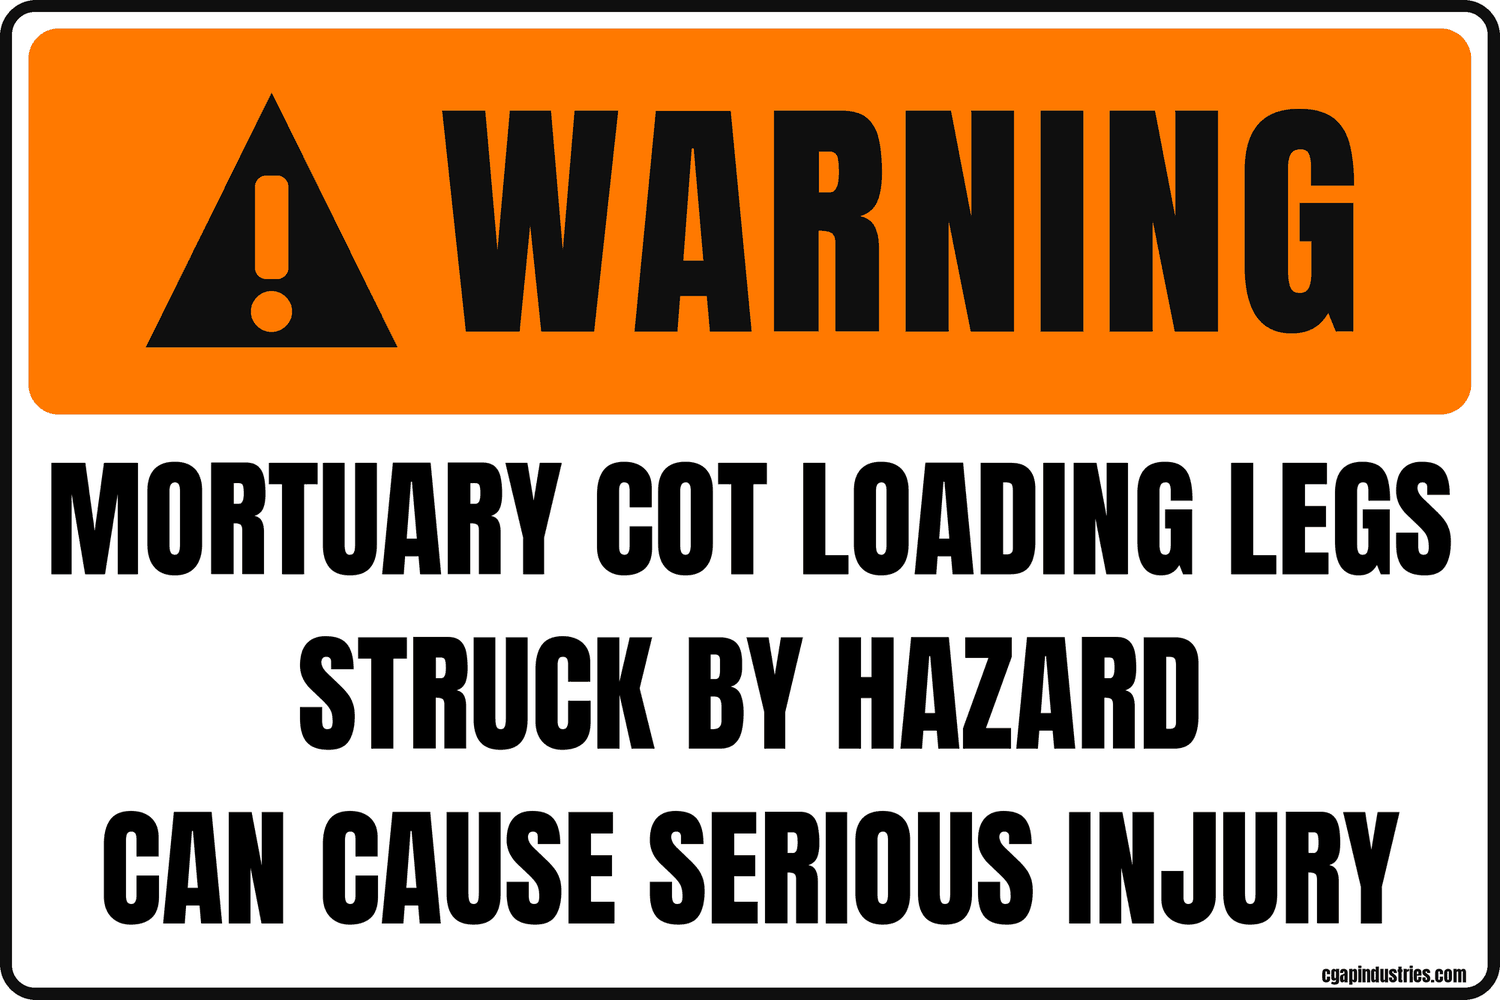 WARNING
MORTUARY COT LOADING LEGS
STRUCK BY HAZARD
CAN CAUSE SERIOUS INJURY
cgapindustries.com